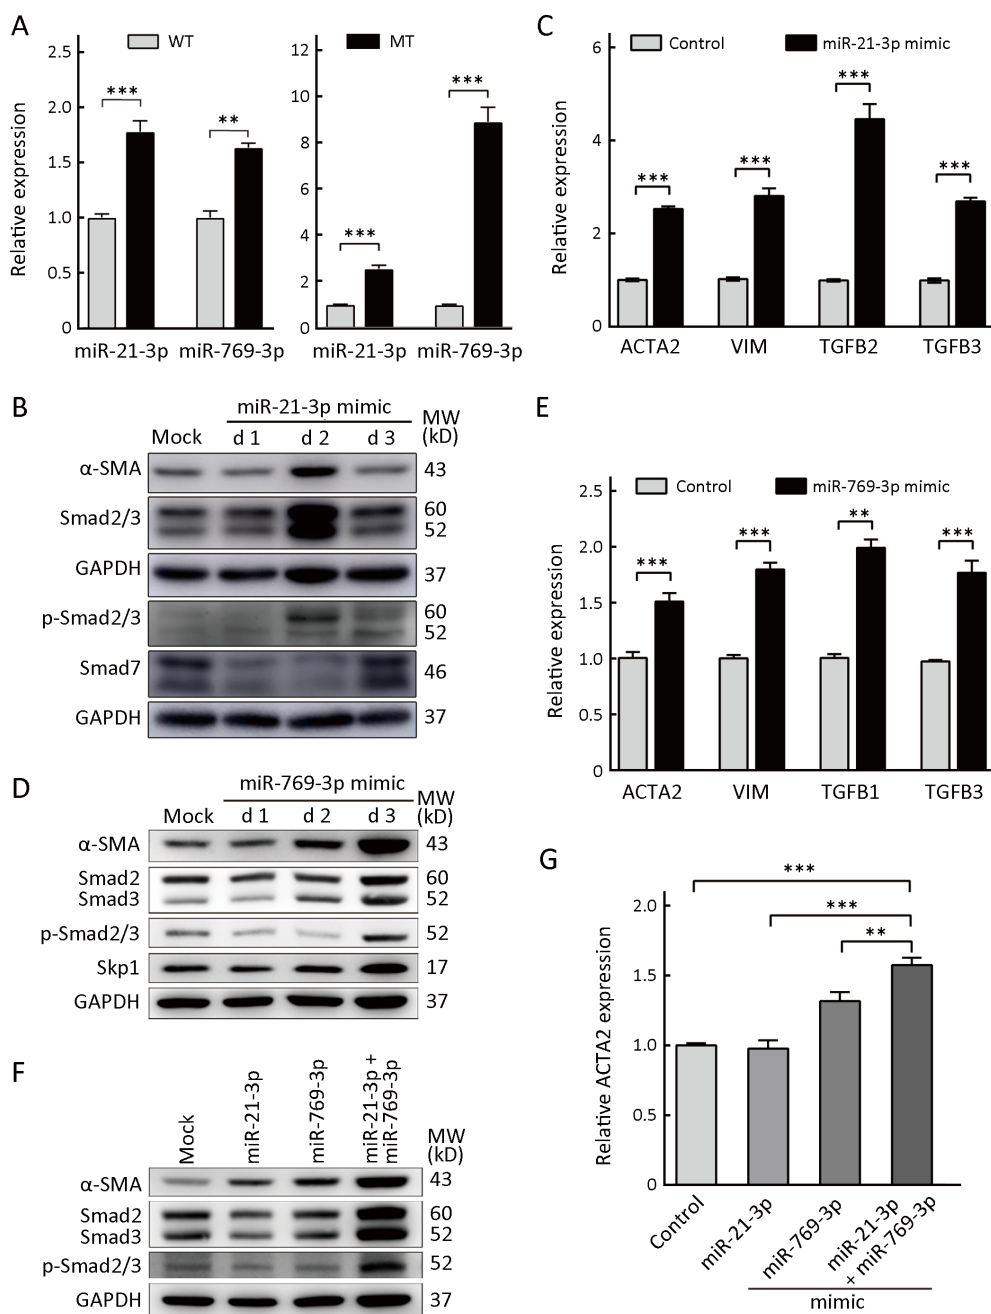 A
WT
MT
Relative expression
2.5
2.0
1.5
1.0
0.5
0
***
**
miR-21-3p
miR-769-3p
12
10
8
6
4
2
0
***
***
miR-21-3p
miR-769-3p
C
Control
miR-21-3p mimic
Relative expression
6
4
2
0
***
***
***
***
ACTA2
VIM
TGFB2
TGFB3
B
miR-21-3p mimic
MW
(kD)
Mock
d 1
d 2
d 3
α-SMA
43
Smad2/3
60
52
GAPDH
37
p-Smad2/3
60
52
Smad7
46
GAPDH
37
E
Control
miR-769-3p mimic
Relative expression
2.5
2.0
1.5
1.0
0.5
0
***
***
**
***
ACTA2
VIM
TGFB1
TGFB3
D
miR-769-3p mimic
MW
(kD)
Mock
d 1
d 2
d 3
α-SMA
43
Smad2
60
Smad3
52
p-Smad2/3
52
Skp1
17
GAPDH
37
F
Mock
miR-21-3p
miR-769-3p
miR-21-3p +
miR-769-3p
MW
(kD)
α-SMA
43
Smad2
60
Smad3
52
p-Smad2/3
52
GAPDH
37
G
Relative ACTA2 expression
2.0
1.5
1.0
0.5
0
***
***
**
Control
miR-21-3p
miR-769-3p
miR-21-3p
+ miR-769-3p
mimic